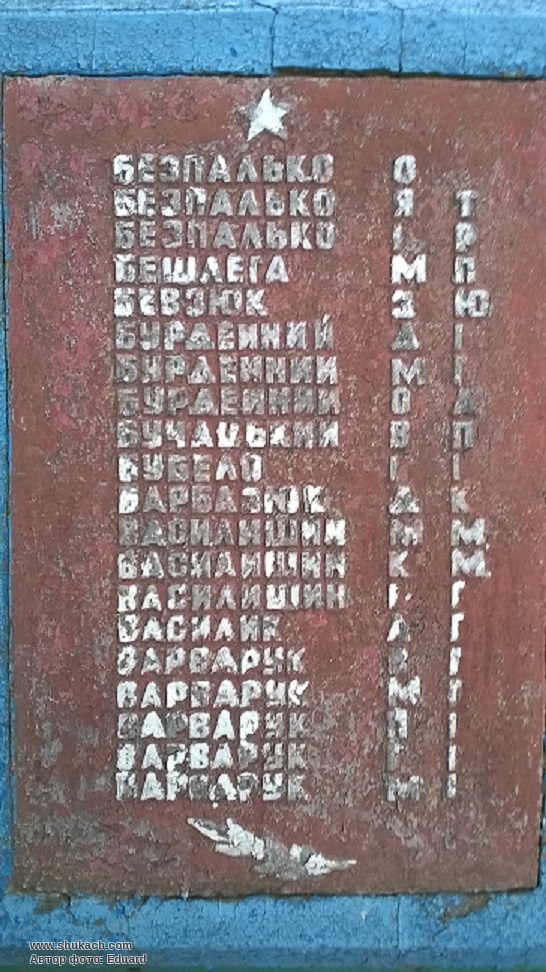 БЕЗПАЛЬКО О
БЕЗПАЛЬКО Я Т
БЕЗПАЛЬКО І Р
БЕШЛЕГА М П
БЕВЗЮК З Ю
БУРДЕЙНИЙ Д І
БУРДЕЙНИЙ М І
БУРДЕЙНИЙ О Д
БУЧАЦЬКИЙ В П
БУБЕЛО Г І
ВАРБАЗЮК Д К
ВАСИЛИШИН М М
ВАСИЛИШИН К М
ВАСИЛИШИН Г
ВАСИЛИК А Г
ВАРВАРУК Г
ВАРВАРУК М Г
ВАРВАРУК П І
ВАРВАРУК Г І
ВАРВАРУК М І
www.shukach.com
Автор фото: Eduard